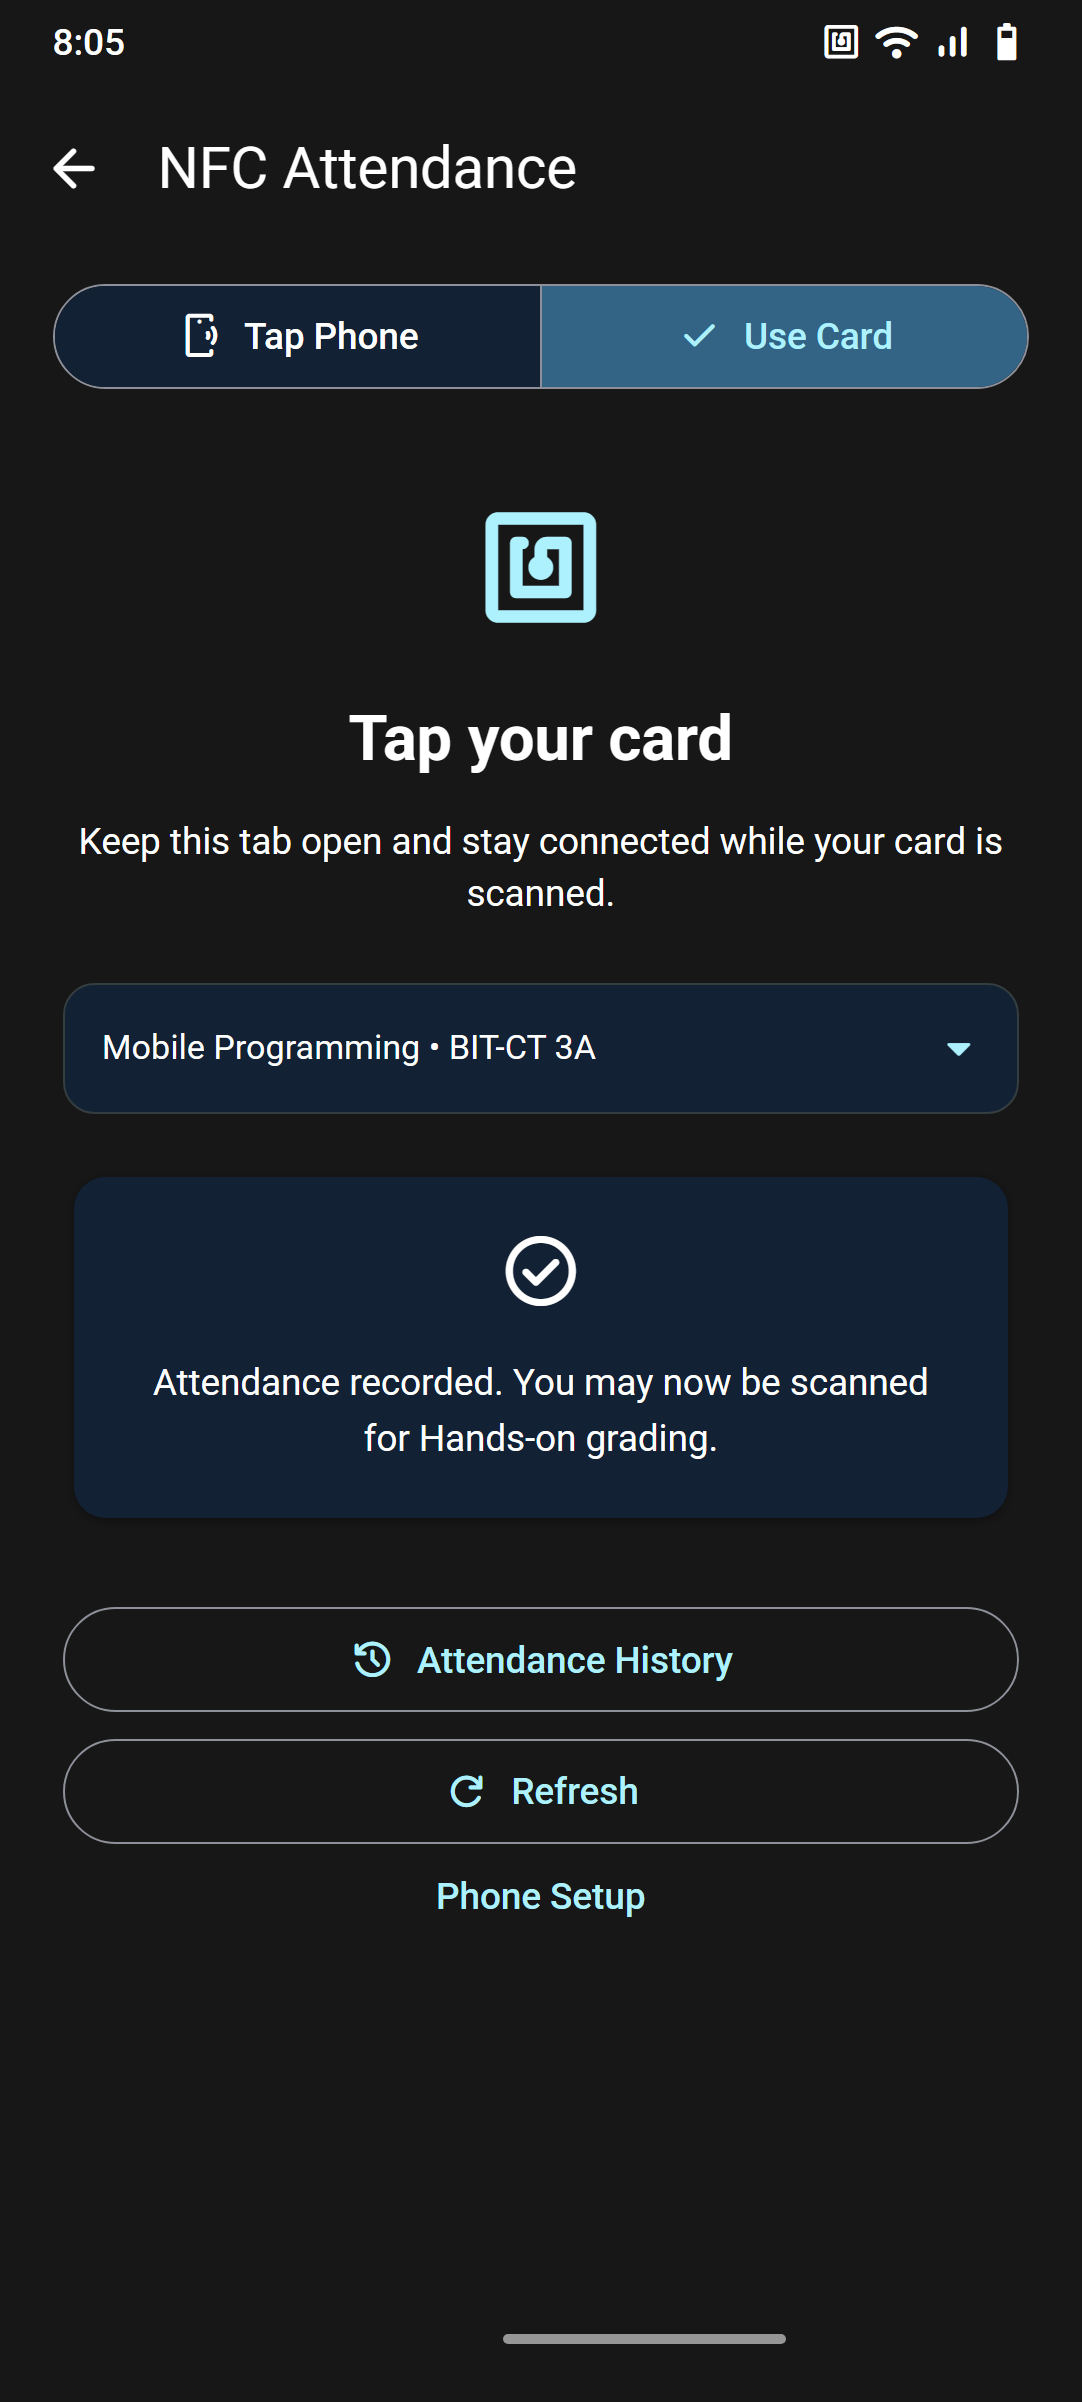 8:05
NFC Attendance
Tap Phone
Use Card
Tap your card
Keep this tab open and stay connected while your card is
scanned.
Mobile Programming • BIT-CT 3A
Attendance recorded. You may now be scanned
for Hands-on grading.
Attendance History
Refresh
Phone Setup